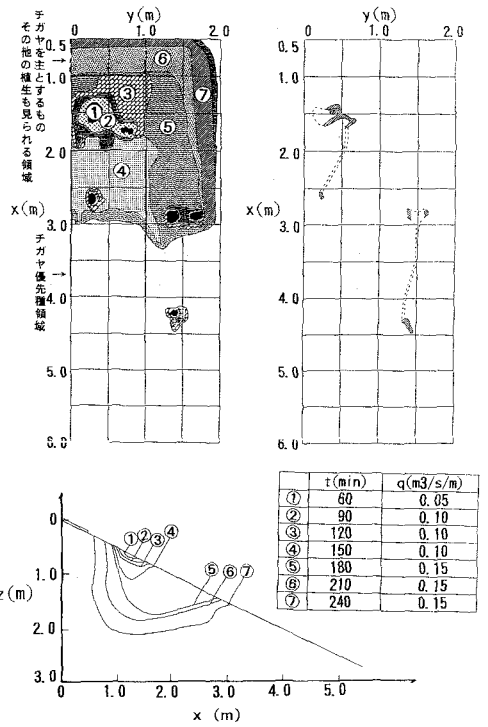 y(m)
0 1.0 2.0
0.5
1.0
2.0
x(m)
3.0
4.0
5.0
6.0
チガヤを主とするもの
その他の植生も見られる領域
チガヤ優先種領域
① ② ③ ④ ⑤ ⑥ ⑦
y(m)
0 1.0 2.0
0.5
1.0
2.0
x(m)
3.0
4.0
5.0
6.0
t(min) q(m3/s/m)
① 60 0.05
② 90 0.10
③ 120 0.10
④ 150 0.10
⑤ 180 0.15
⑥ 210 0.15
⑦ 240 0.15
0
1.0
z(m)
2.0
3.0
①②③④
⑤⑥⑦
0 1.0 2.0 3.0 4.0 5.0
x (m)